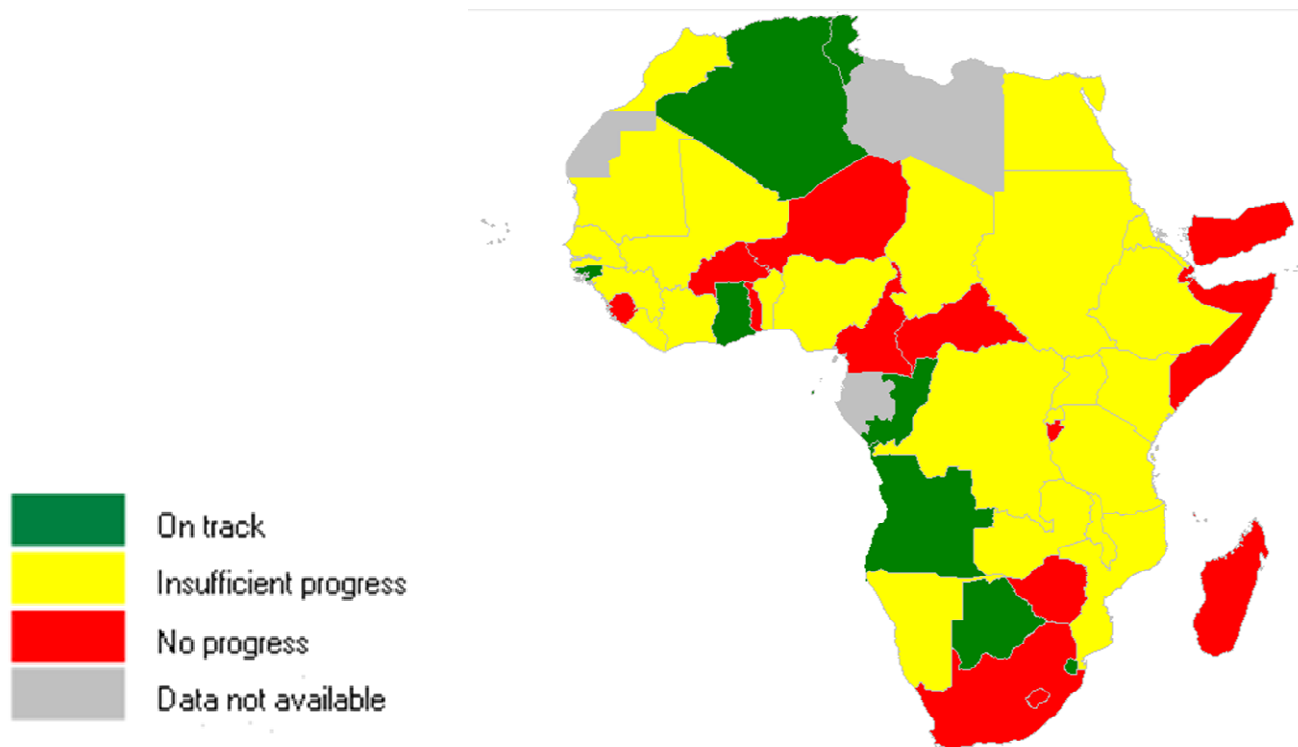 On track
Insufficient progress
No progress
Data not available